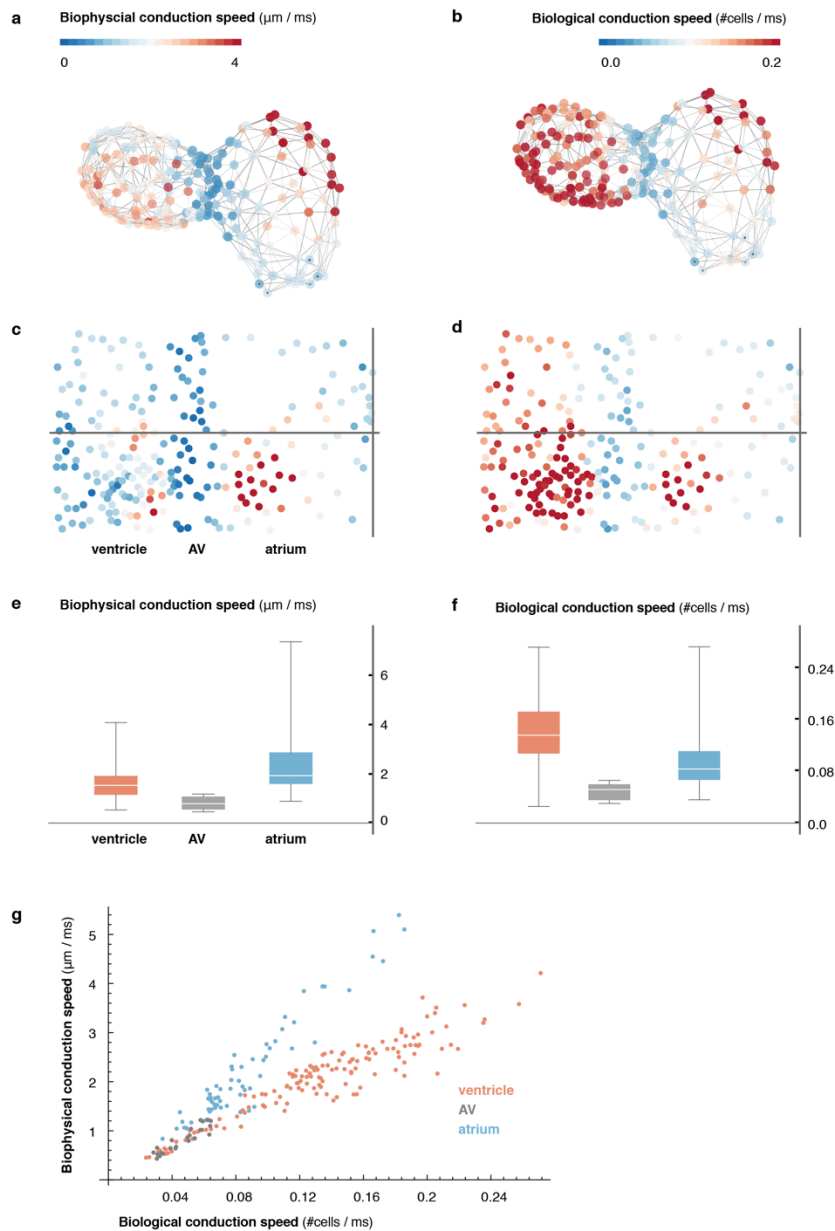 a
Biophyscial conduction speed (μm / ms)
0
4
b
Biological conduction speed (#cells / ms)
0.0
0.2
c
ventricle AV atrium
d
e
Biophysical conduction speed (μm / ms)
6
4
2
0
ventricle AV atrium
f
Biological conduction speed (#cells / ms)
0.24
0.16
0.08
0.0
g
Biophysical conduction speed (μm / ms)
5
4
3
2
1
ventricle
AV
atrium
0.04 0.08 0.12 0.16 0.2 0.24
Biological conduction speed (#cells / ms)